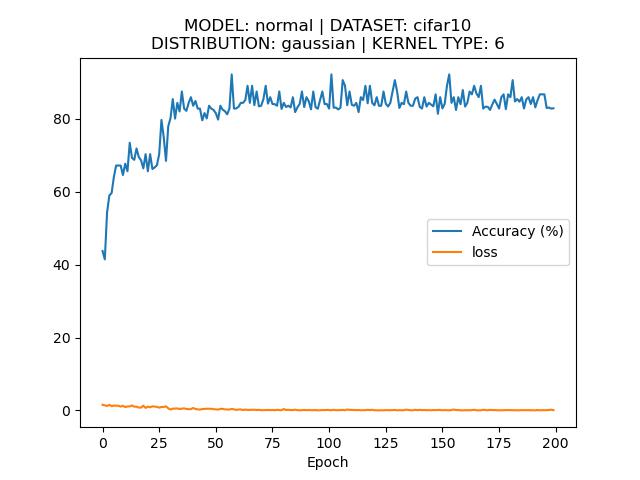 MODEL: normal | DATASET: cifar10
DISTRIBUTION: gaussian | KERNEL TYPE: 6
80
60
40
20
0
Accuracy (%)
loss
0 25 50 75 100 125 150 175 200
Epoch